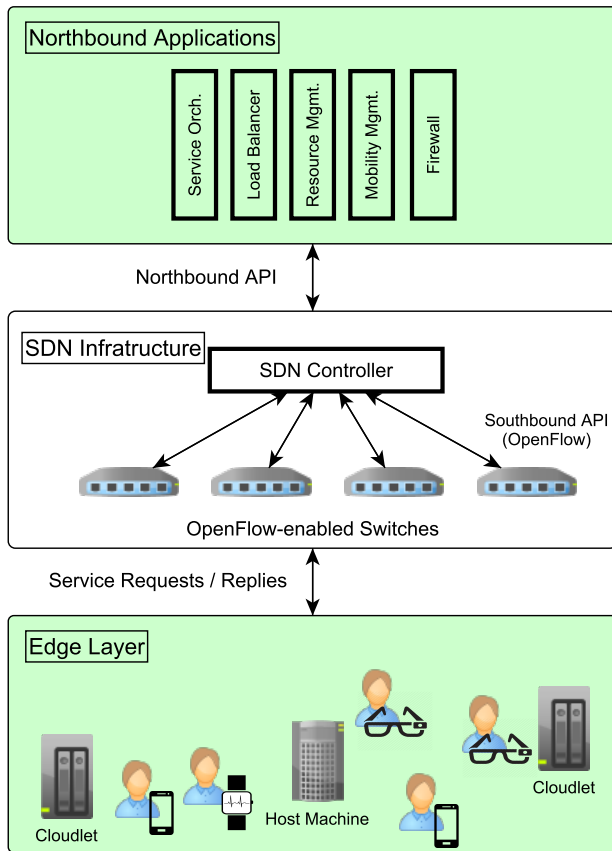 Northbound Applications
Service Orch.
Load Balancer
Resource Mgmt.
Mobility Mgmt.
Firewall
Northbound API
SDN Infratructure
SDN Controller
Southbound API
(OpenFlow)
OpenFlow-enabled Switches
Service Requests / Replies
Edge Layer
Cloudlet
Host Machine
Cloudlet